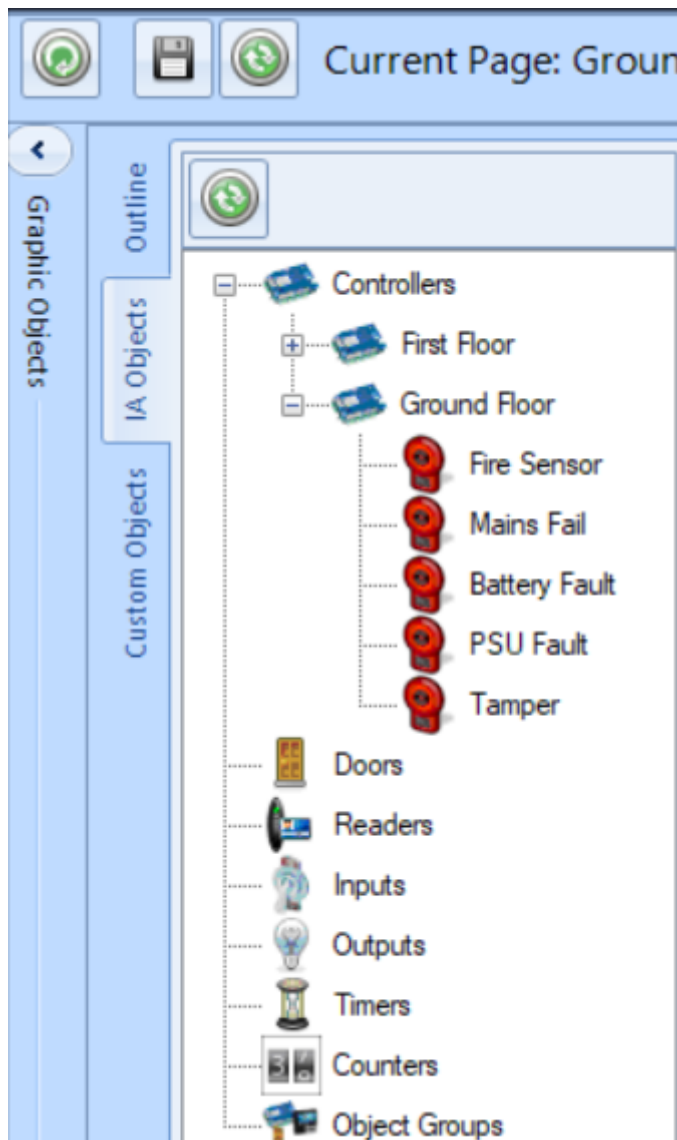 Current Page: Groun
Graphic Objects
Outline
IA Objects
Custom Objects
Controllers
First Floor
Ground Floor
Fire Sensor
Mains Fail
Battery Fault
PSU Fault
Tamper
Doors
Readers
Inputs
Outputs
Timers
Counters
Object Groups